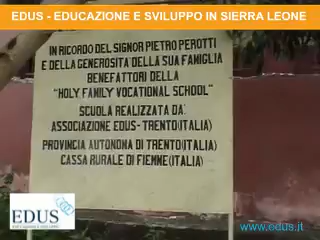 EDUS - EDUCAZIONE E SVILUPPO IN SIERRA LEONE
IN RICORDO DEL SIGNOR PIETRO PEROTTI
E DELLA GENEROSITA DELLA SUA FAMIGLIA
BENEFATTORI DELLA
"HOLY FAMILY VOCATIONAL SCHOOL"
SCUOLA REALIZZATA DA'
ASSOCIAZIONE EDUS-TRENTO(ITALIA)
PROVINCIA AUTONOMA DI TRENTO(ITALIA)
CASSA RURALE DI FIEMME(ITALIA)
EDUS
www.edus.it